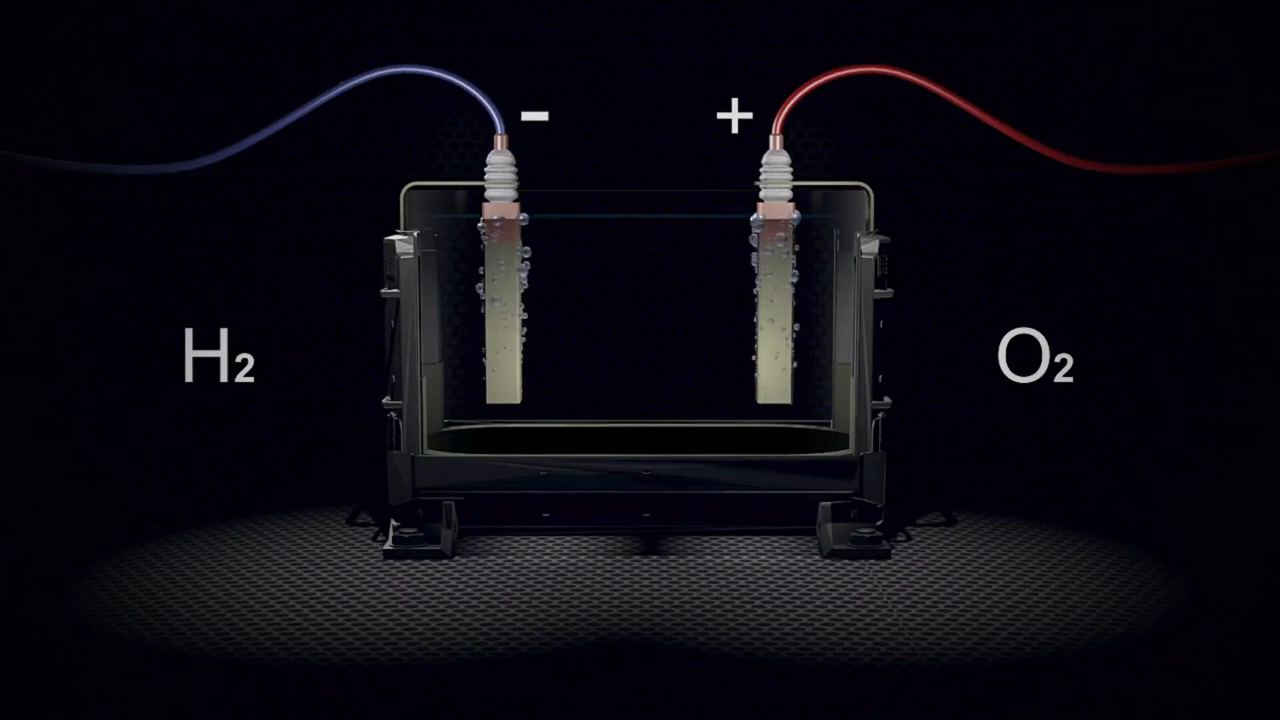 - +
H₂ O₂